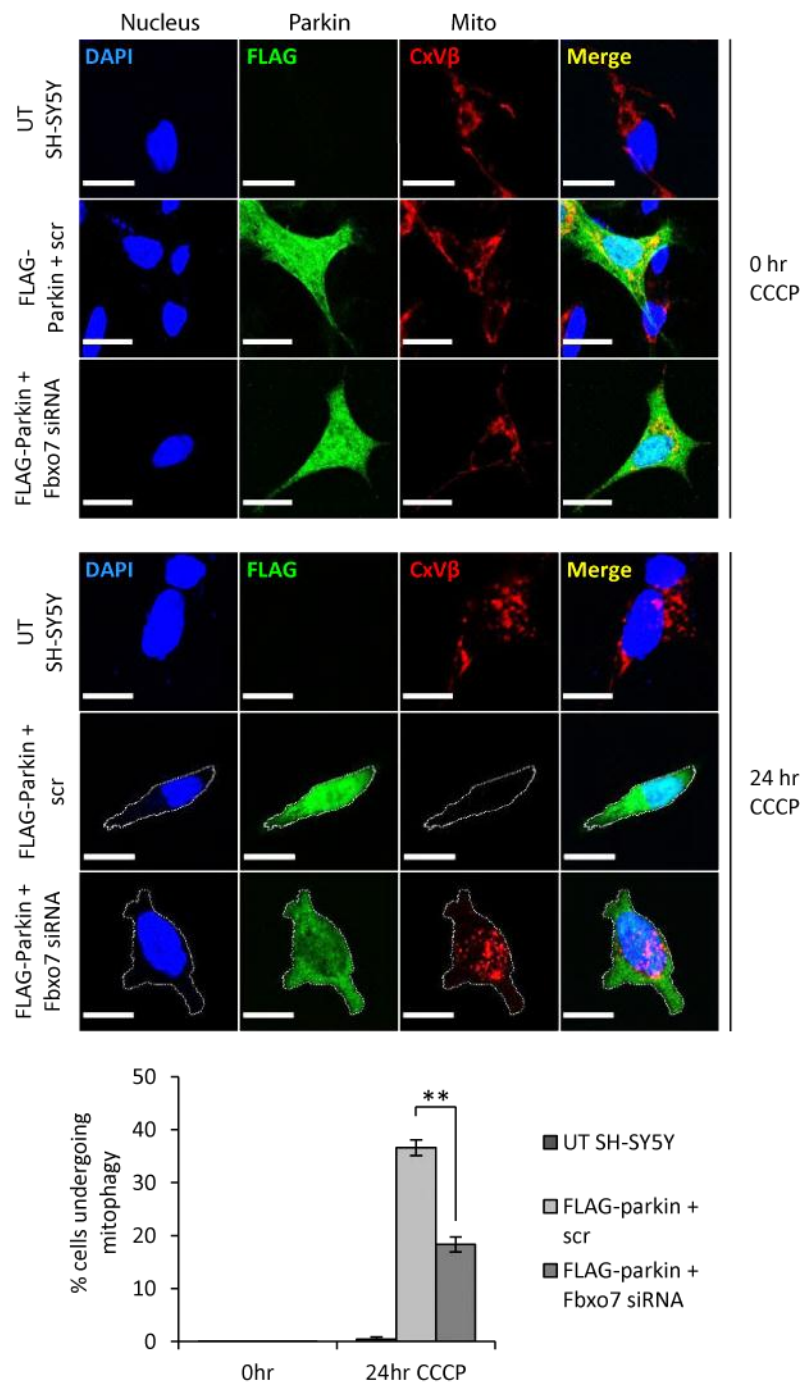 Nucleus Parkin Mito
DAPI FLAG CxVβ Merge
UT
SH-SY5Y
FLAG-
Parkin + scr
FLAG-Parkin +
Fbxo7 siRNA
0 hr
CCCP
DAPI FLAG CxVβ Merge
UT
SH-SY5Y
FLAG-Parkin +
scr
FLAG-Parkin +
Fbxo7 siRNA
24 hr
CCCP
% cells undergoing
mitophagy
50
40
30
20
10
0
**
0hr 24hr CCCP
UT SH-SY5Y
FLAG-parkin +
scr
FLAG-parkin +
Fbxo7 siRNA